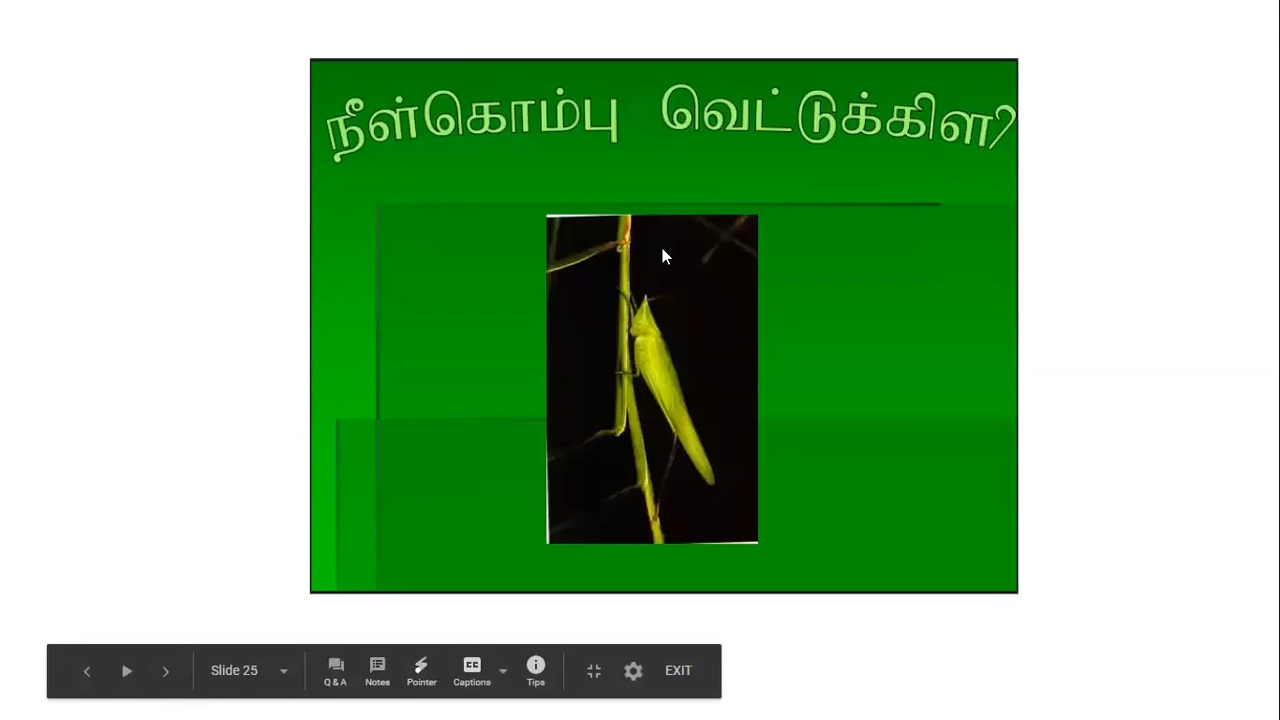 நீள்கொம்பு வெட்டுக்கிளி
Slide 25
Q & A
Notes
Pointer
Captions
Tips
EXIT